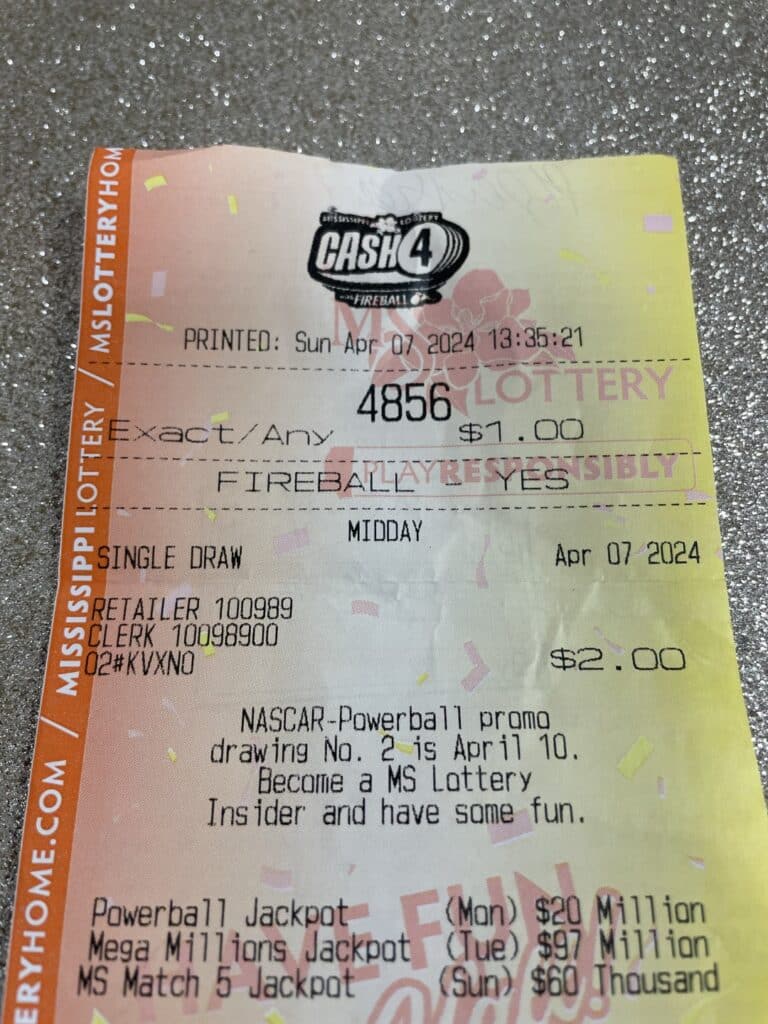 MISSISSIPPI LOTTERY
CASH 4
FIREBALL
PRINTED: Sun Apr 07 2024 13:35:21
MS
LOTTERY
4856
Exact/Any $1.00
PLAY RESPONSIBLY
FIREBALL - YES
MIDDAY
SINGLE DRAW Apr 07 2024
RETAILER 100989
CLERK 10098900
02#KVXNO $2.00
NASCAR-Powerball promo
drawing No. 2 is April 10.
Become a MS Lottery
Insider and have some fun.
HAVE FUN
Powerball Jackpot (Mon) $20 Million
Mega Millions Jackpot (Tue) $97 Million
MS Match 5 Jackpot (Sun) $60 Thousand
ERYHOME.COM / MISSISSIPPI LOTTERY / MSLOTTERYHOM